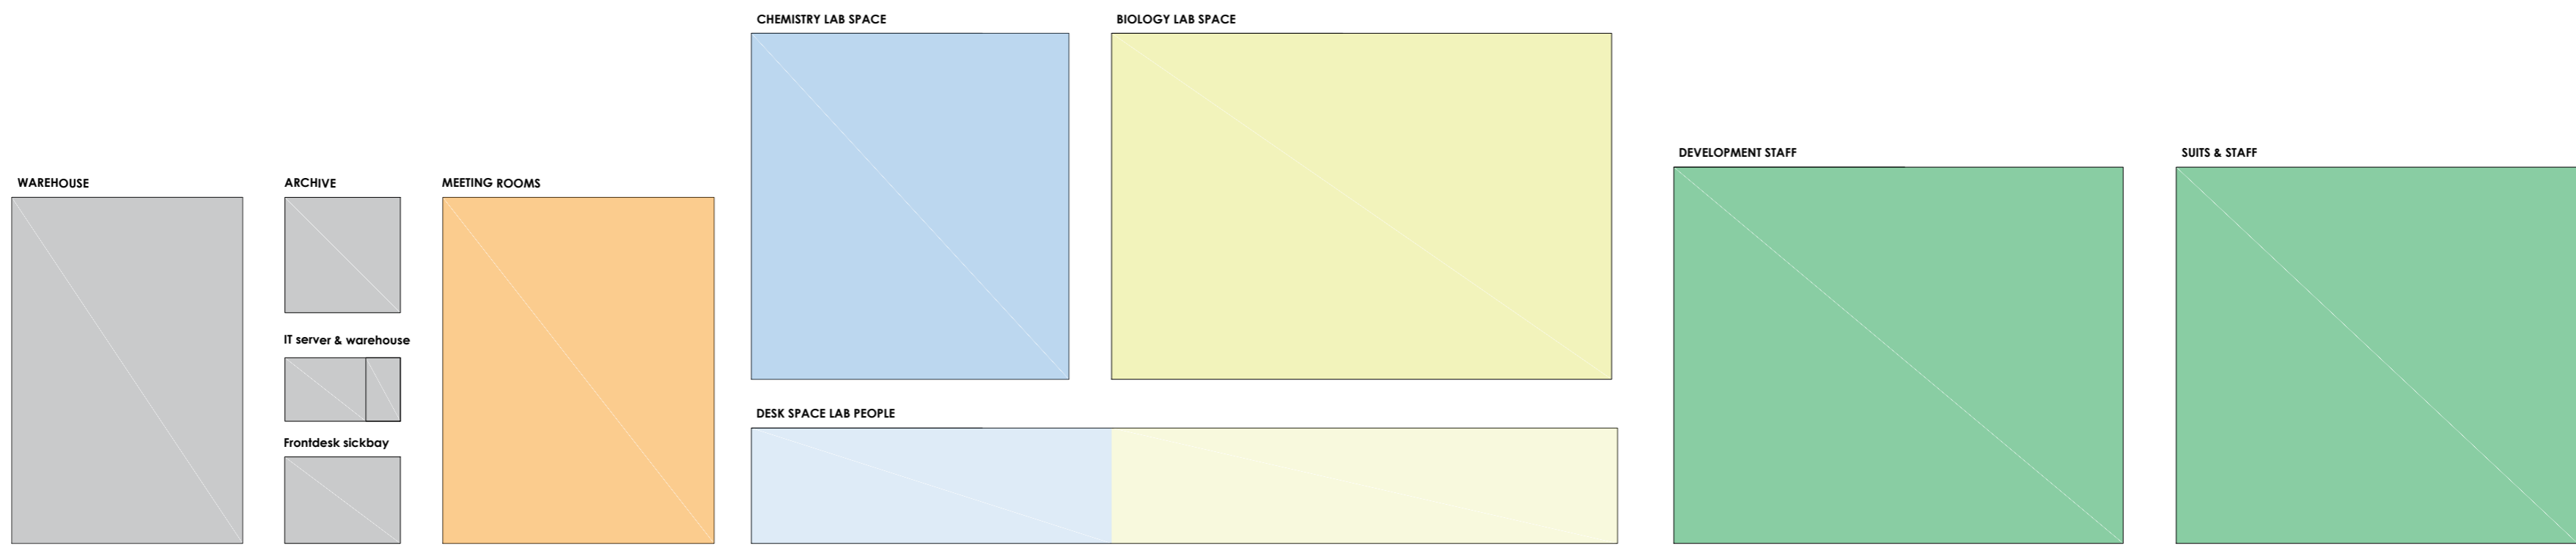 CHEMISTRY LAB SPACE
BIOLOGY LAB SPACE
DEVELOPMENT STAFF
SUITS & STAFF
WAREHOUSE
ARCHIVE
MEETING ROOMS
IT server & warehouse
DESK SPACE LAB PEOPLE
Frontdesk sickbay